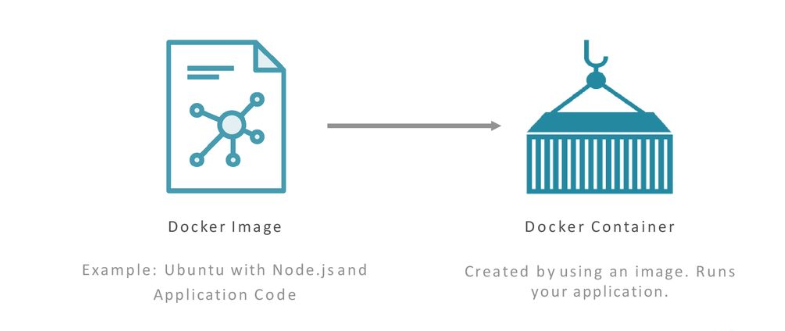 Docker Image
Docker Container
Example: Ubuntu with Node.js and
Application Code
Created by using an image. Runs
your application.